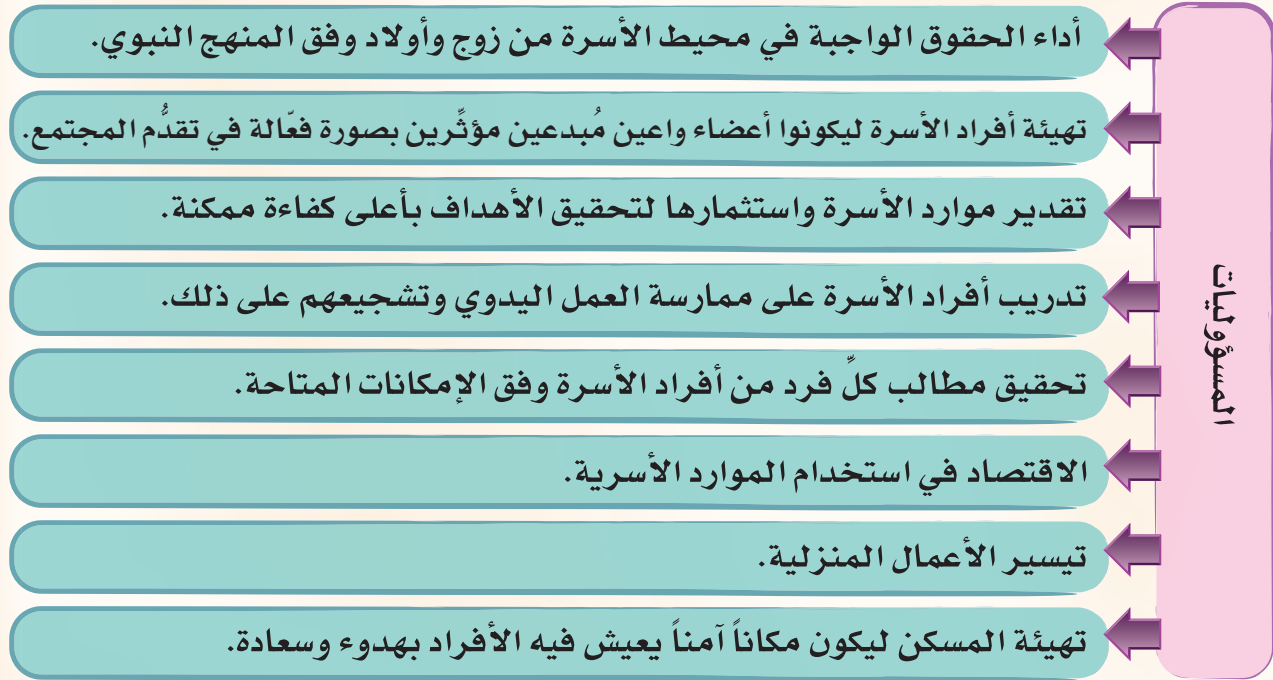 المسؤوليات
أداء الحقوق الواجبة في محيط الأسرة من زوج وأولاد وفق المنهج النبوي.
تهيئة أفراد الأسرة ليكونوا أعضاء واعين مُبدعين مؤثِّرين بصورة فعّالة في تقدُّم المجتمع.
تقدير موارد الأسرة واستثمارها لتحقيق الأهداف بأعلى كفاءة ممكنة.
تدريب أفراد الأسرة على ممارسة العمل اليدوي وتشجيعهم على ذلك.
تحقيق مطالب كلِّ فرد من أفراد الأسرة وفق الإمكانات المتاحة.
الاقتصاد في استخدام الموارد الأسرية.
تيسير الأعمال المنزلية.
تهيئة المسكن ليكون مكاناً آمناً يعيش فيه الأفراد بهدوء وسعادة.